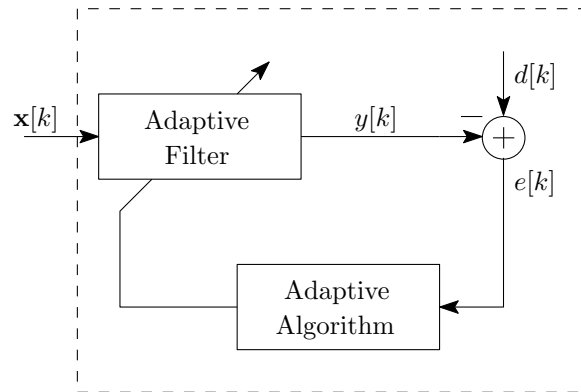 d[k]
x[k]
Adaptive
Filter
y[k]
−
+
e[k]
Adaptive
Algorithm